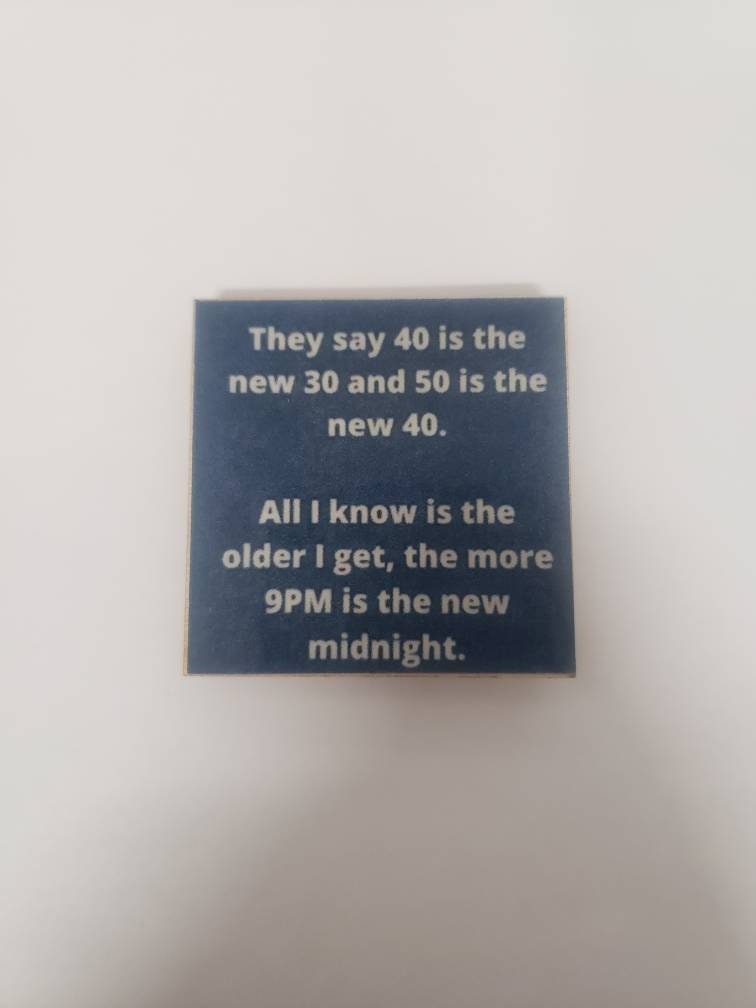 They say 40 is the
new 30 and 50 is the
new 40.
All I know is the
older I get, the more
9PM is the new
midnight.